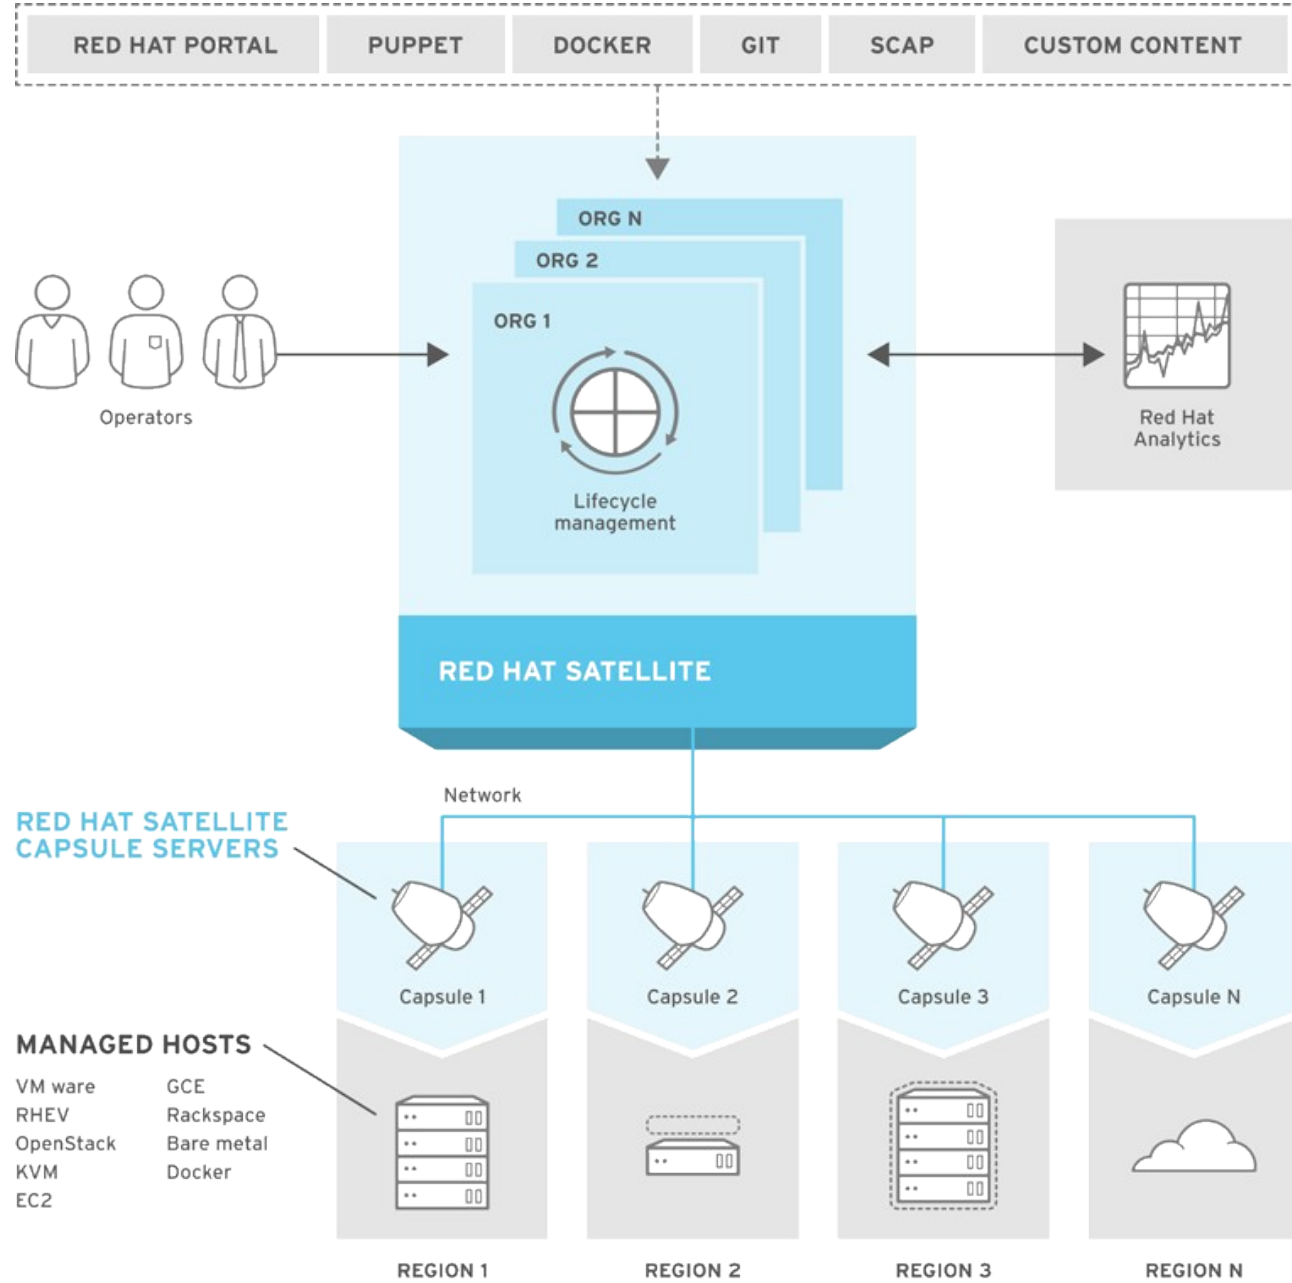 RED HAT PORTAL
PUPPET
DOCKER
GIT
SCAP
CUSTOM CONTENT
ORG N
ORG 2
ORG 1
Lifecycle
management
Operators
Red Hat
Analytics
RED HAT SATELLITE
Network
RED HAT SATELLITE
CAPSULE SERVERS
Capsule 1
Capsule 2
Capsule 3
Capsule N
MANAGED HOSTS
VM ware
RHEV
OpenStack
KVM
EC2
GCE
Rackspace
Bare metal
Docker
REGION 1
REGION 2
REGION 3
REGION N